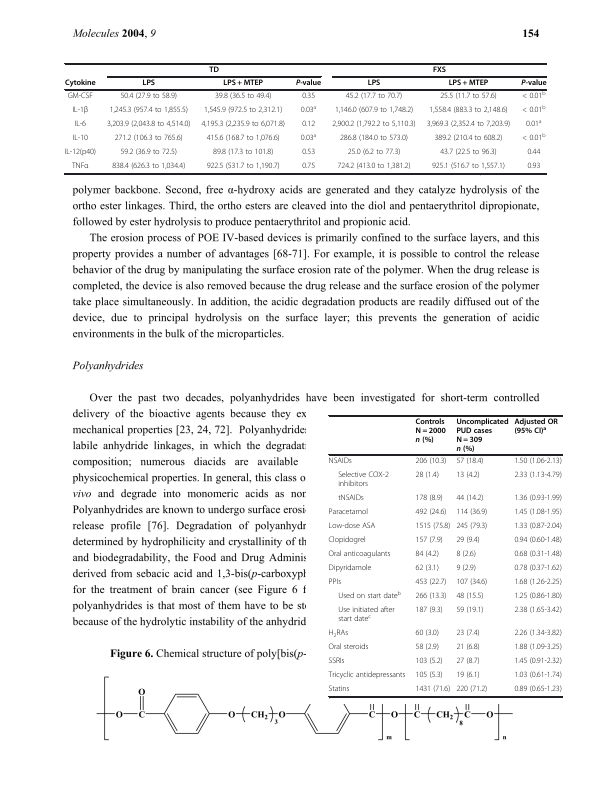 Molecules 2004, 9 154
TD FXS
Cytokine LPS LPS + MTEP P-value LPS LPS + MTEP P-value
GM-CSF 50.4 (27.9 to 58.9) 39.8 (36.5 to 49.4) 0.35 45.2 (17.7 to 70.7) 25.5 (11.7 to 57.6) < 0.01b
IL-1β 1,245.3 (957.4 to 1,855.5) 1,545.9 (972.5 to 2,312.1) 0.03a 1,146.0 (607.9 to 1,748.2) 1,558.4 (883.3 to 2,148.6) < 0.01b
IL-6 3,203.9 (2,043.8 to 4,514.0) 4,195.3 (2,235.9 to 6,071.8) 0.12 2,900.2 (1,792.2 to 5,110.3) 3,969.3 (2,352.4 to 7,203.9) 0.01a
IL-10 271.2 (106.3 to 765.6) 415.6 (168.7 to 1,076.6) 0.03a 286.8 (184.0 to 573.0) 389.2 (210.4 to 608.2) < 0.01b
IL-12(p40) 59.2 (36.9 to 72.5) 89.8 (17.3 to 101.8) 0.53 25.0 (6.2 to 77.3) 43.7 (22.5 to 96.3) 0.44
TNFα 838.4 (626.3 to 1,034.4) 922.5 (531.7 to 1,190.7) 0.75 724.2 (413.0 to 1,381.2) 925.1 (516.7 to 1,557.1) 0.93
polymer backbone. Second, free α-hydroxy acids are generated and they catalyze hydrolysis of the
ortho ester linkages. Third, the ortho esters are cleaved into the diol and pentaerythritol dipropionate,
followed by ester hydrolysis to produce pentaerythritol and propionic acid.
The erosion process of POE IV-based devices is primarily confined to the surface layers, and this
property provides a number of advantages [68-71]. For example, it is possible to control the release
behavior of the drug by manipulating the surface erosion rate of the polymer. When the drug release is
completed, the device is also removed because the drug release and the surface erosion of the polymer
take place simultaneously. In addition, the acidic degradation products are readily diffused out of the
device, due to principal hydrolysis on the surface layer; this prevents the generation of acidic
environments in the bulk of the microparticles.
Polyanhydrides
Over the past two decades, polyanhydrides have been investigated for short-term controlled
delivery of the bioactive agents because they ex
mechanical properties [23, 24, 72]. Polyanhydride
labile anhydride linkages, in which the degradat
composition; numerous diacids are available
physicochemical properties. In general, this class o
vivo and degrade into monomeric acids as non
Polyanhydrides are known to undergo surface erosi
release profile [76]. Degradation of polyanhydr
determined by hydrophilicity and crystallinity of th
and biodegradability, the Food and Drug Adminis
derived from sebacic acid and 1,3-bis(p-carboxyph
for the treatment of brain cancer (see Figure 6 f
polyanhydrides is that most of them have to be sto
because of the hydrolytic instability of the anhydrid
Controls N = 2000 n (%) Uncomplicated PUD cases N = 309 n (%) Adjusted OR (95% CI)a
NSAIDs 206 (10.3) 57 (18.4) 1.50 (1.06-2.13)
Selective COX-2 inhibitors 28 (1.4) 13 (4.2) 2.33 (1.13-4.79)
tNSAIDs 178 (8.9) 44 (14.2) 1.36 (0.93-1.99)
Paracetamol 492 (24.6) 114 (36.9) 1.45 (1.08-1.95)
Low-dose ASA 1515 (75.8) 245 (79.3) 1.33 (0.87-2.04)
Clopidogrel 157 (7.9) 29 (9.4) 0.94 (0.60-1.48)
Oral anticoagulants 84 (4.2) 8 (2.6) 0.68 (0.31-1.48)
Dipyridamole 62 (3.1) 9 (2.9) 0.78 (0.37-1.62)
PPIs 453 (22.7) 107 (34.6) 1.68 (1.26-2.25)
Used on start dateb 266 (13.3) 48 (15.5) 1.25 (0.86-1.80)
Use initiated after start datec 187 (9.3) 59 (19.1) 2.38 (1.65-3.42)
H2RAs 60 (3.0) 23 (7.4) 2.26 (1.34-3.82)
Oral steroids 58 (2.9) 21 (6.8) 1.88 (1.09-3.25)
SSRIs 103 (5.2) 27 (8.7) 1.45 (0.91-2.32)
Tricyclic antidepressants 105 (5.3) 19 (6.1) 1.03 (0.61-1.74)
Statins 1431 (71.6) 220 (71.2) 0.89 (0.65-1.23)
Figure 6. Chemical structure of poly[bis(p-
O
O C O (CH2)3 O C O C (CH2)8 C O
m n